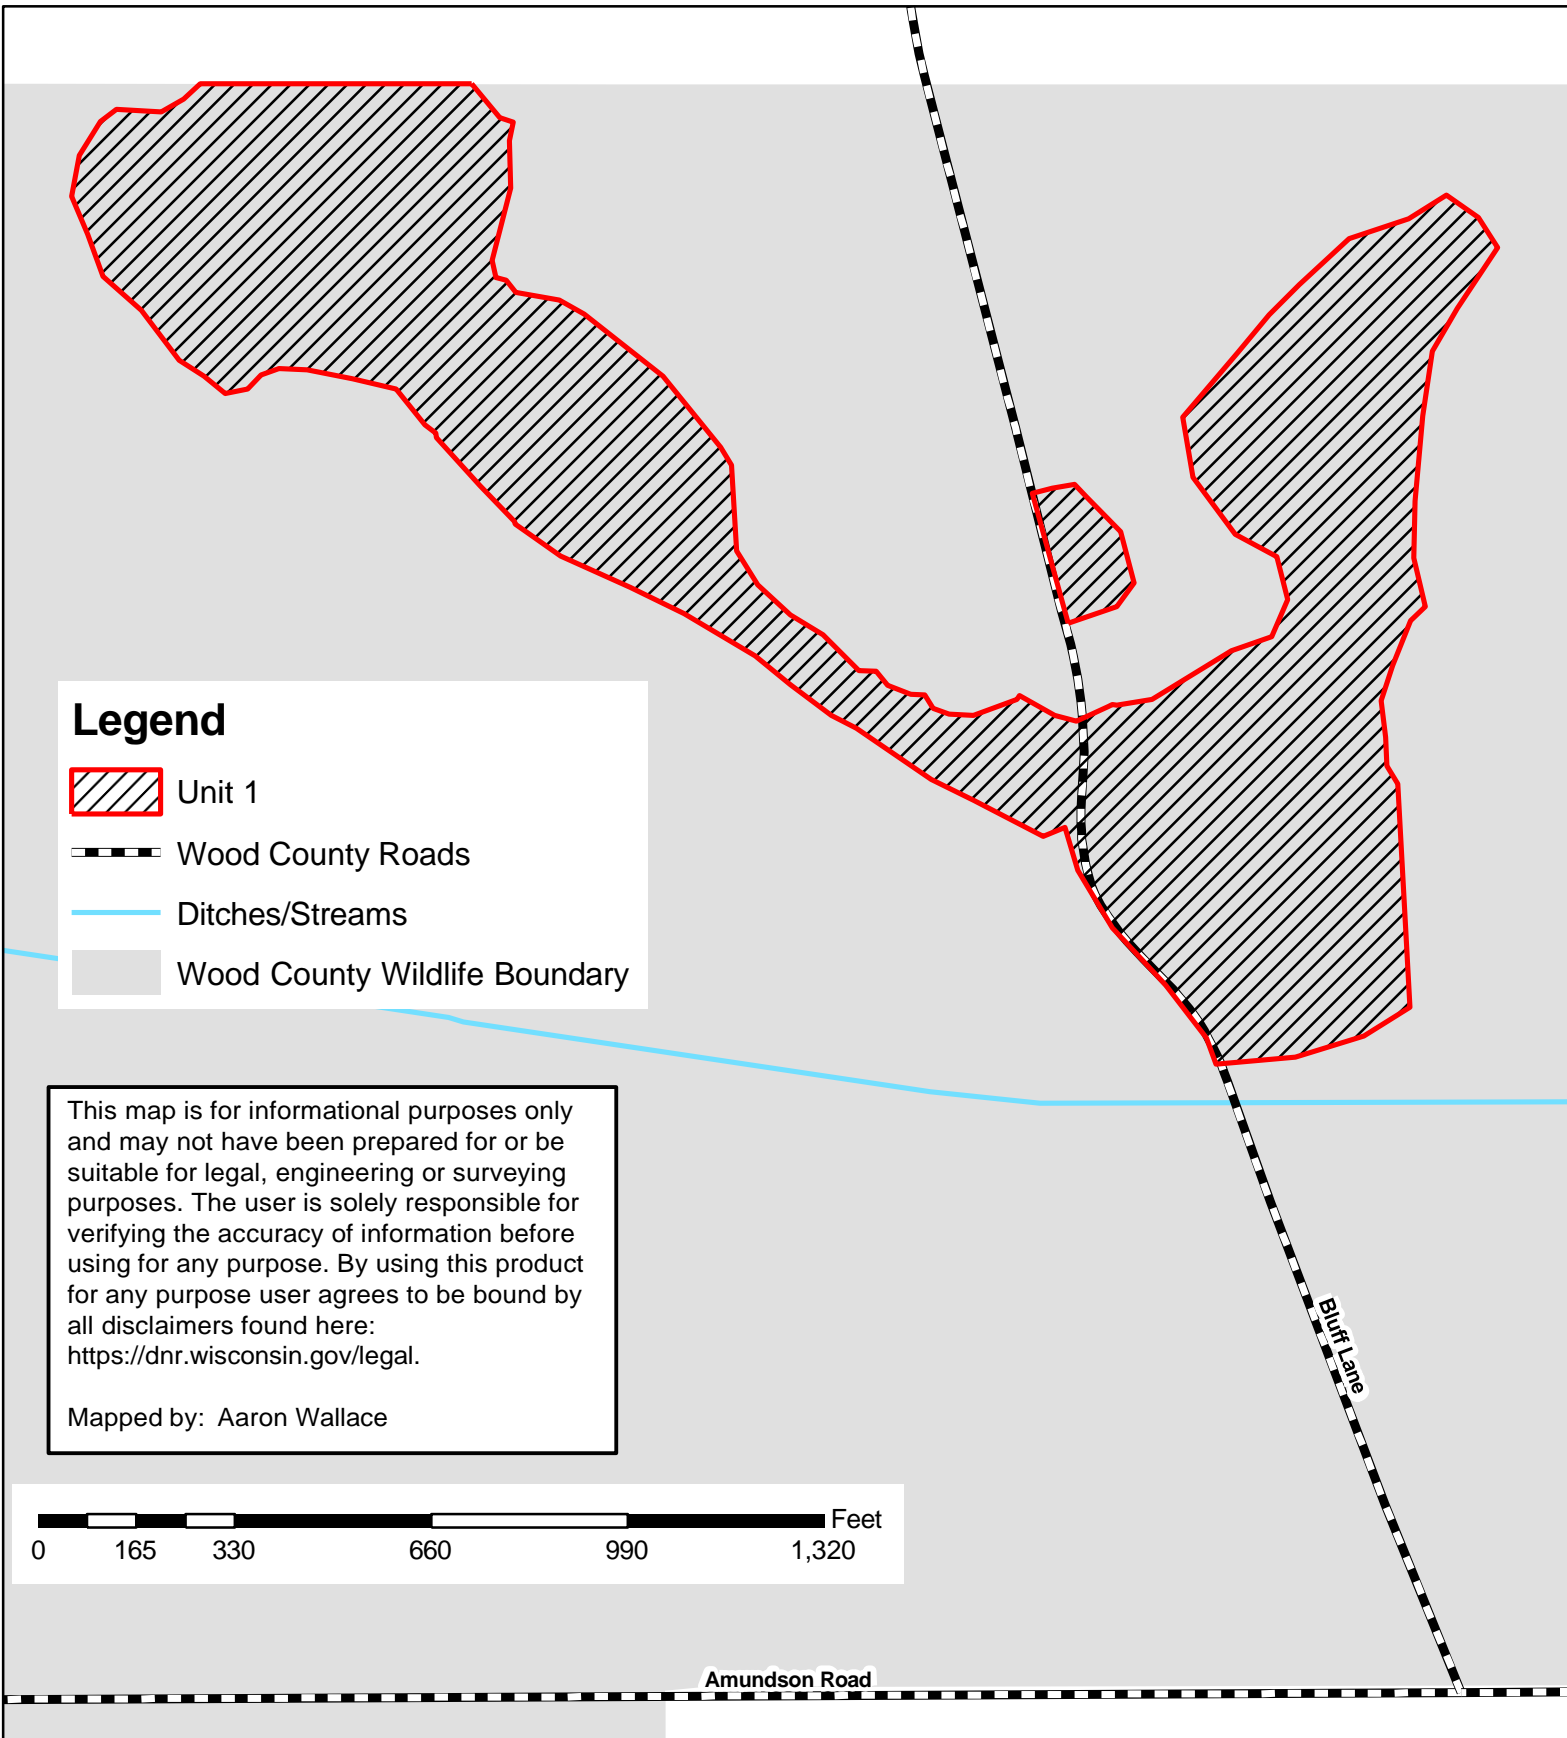 Legend
Unit 1
Wood County Roads
Ditches/Streams
Wood County Wildlife Boundary
This map is for informational purposes only
and may not have been prepared for or be
suitable for legal, engineering or surveying
purposes. The user is solely responsible for
verifying the accuracy of information before
using for any purpose. By using this product
for any purpose user agrees to be bound by
all disclaimers found here:
https://dnr.wisconsin.gov/legal.
Mapped by: Aaron Wallace
Bluff Lane
Feet
0 165 330 660 990 1,320
Amundson Road